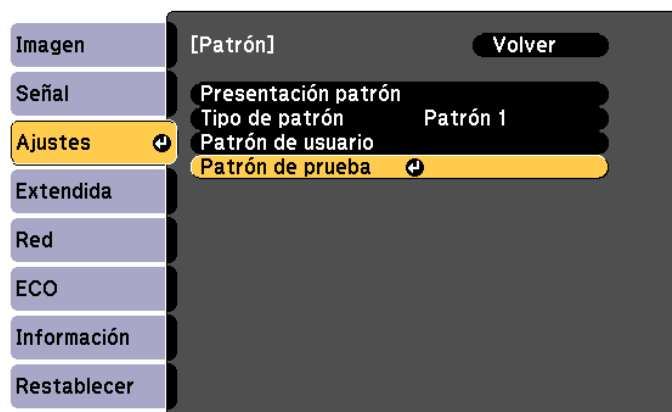 Imagen
Señal
Ajustes
Extendida
Red
ECO
Información
Restablecer
[Patrón] Volver
Presentación patrón
Tipo de patrón Patrón 1
Patrón de usuario
Patrón de prueba